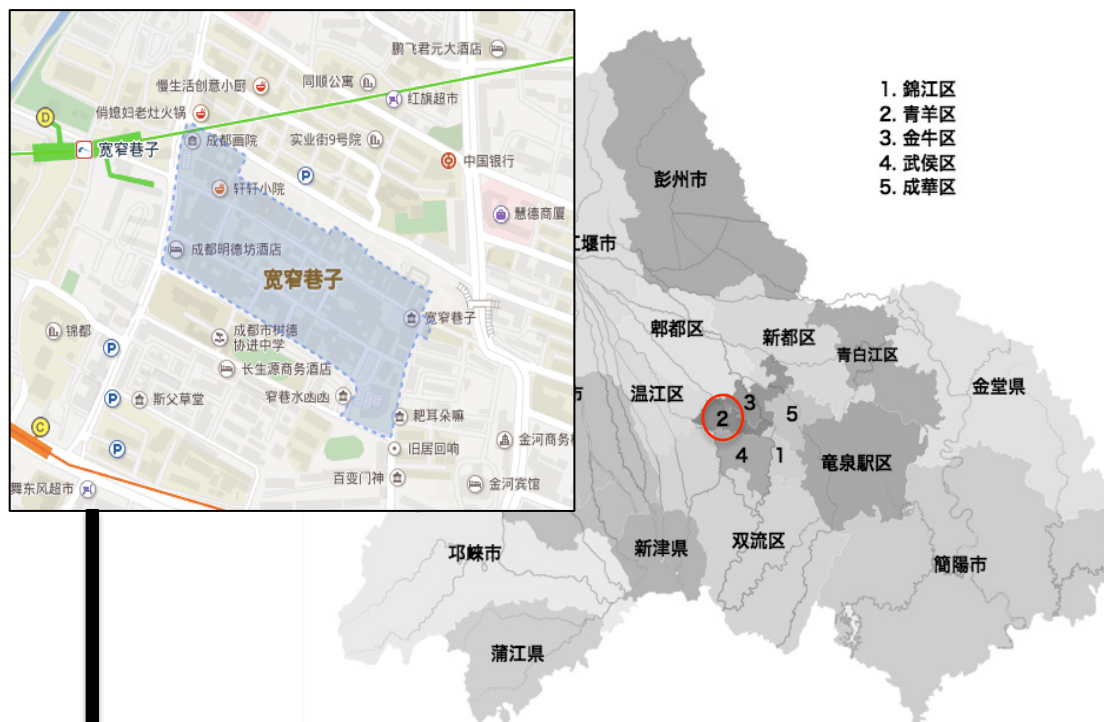 鹏飞君元大酒店
慢生活创意小厨
同顺公寓
红旗超市
俏媳妇老灶火锅
D
宽窄巷子
成都画院
实业街9号院
中国银行
P
轩轩小院
慧德商厦
成都明德坊酒店
宽窄巷子
宽窄巷子
锦都
P
成都市树德
协进中学
长生源商务酒店
斯父草堂
P
窄巷水凼凼
耙耳朵嘛
C
P
旧居回响
金河商务
百变门神
金河宾馆
舞东风超市
1. 錦江区
2. 青羊区
3. 金牛区
4. 武侯区
5. 成華区
彭州市
堰市
郫都区
新都区
青白江区
金堂県
温江区
市
3
2
5
4
1
竜泉駅区
双流区
新津県
簡陽市
邛崍市
蒲江県